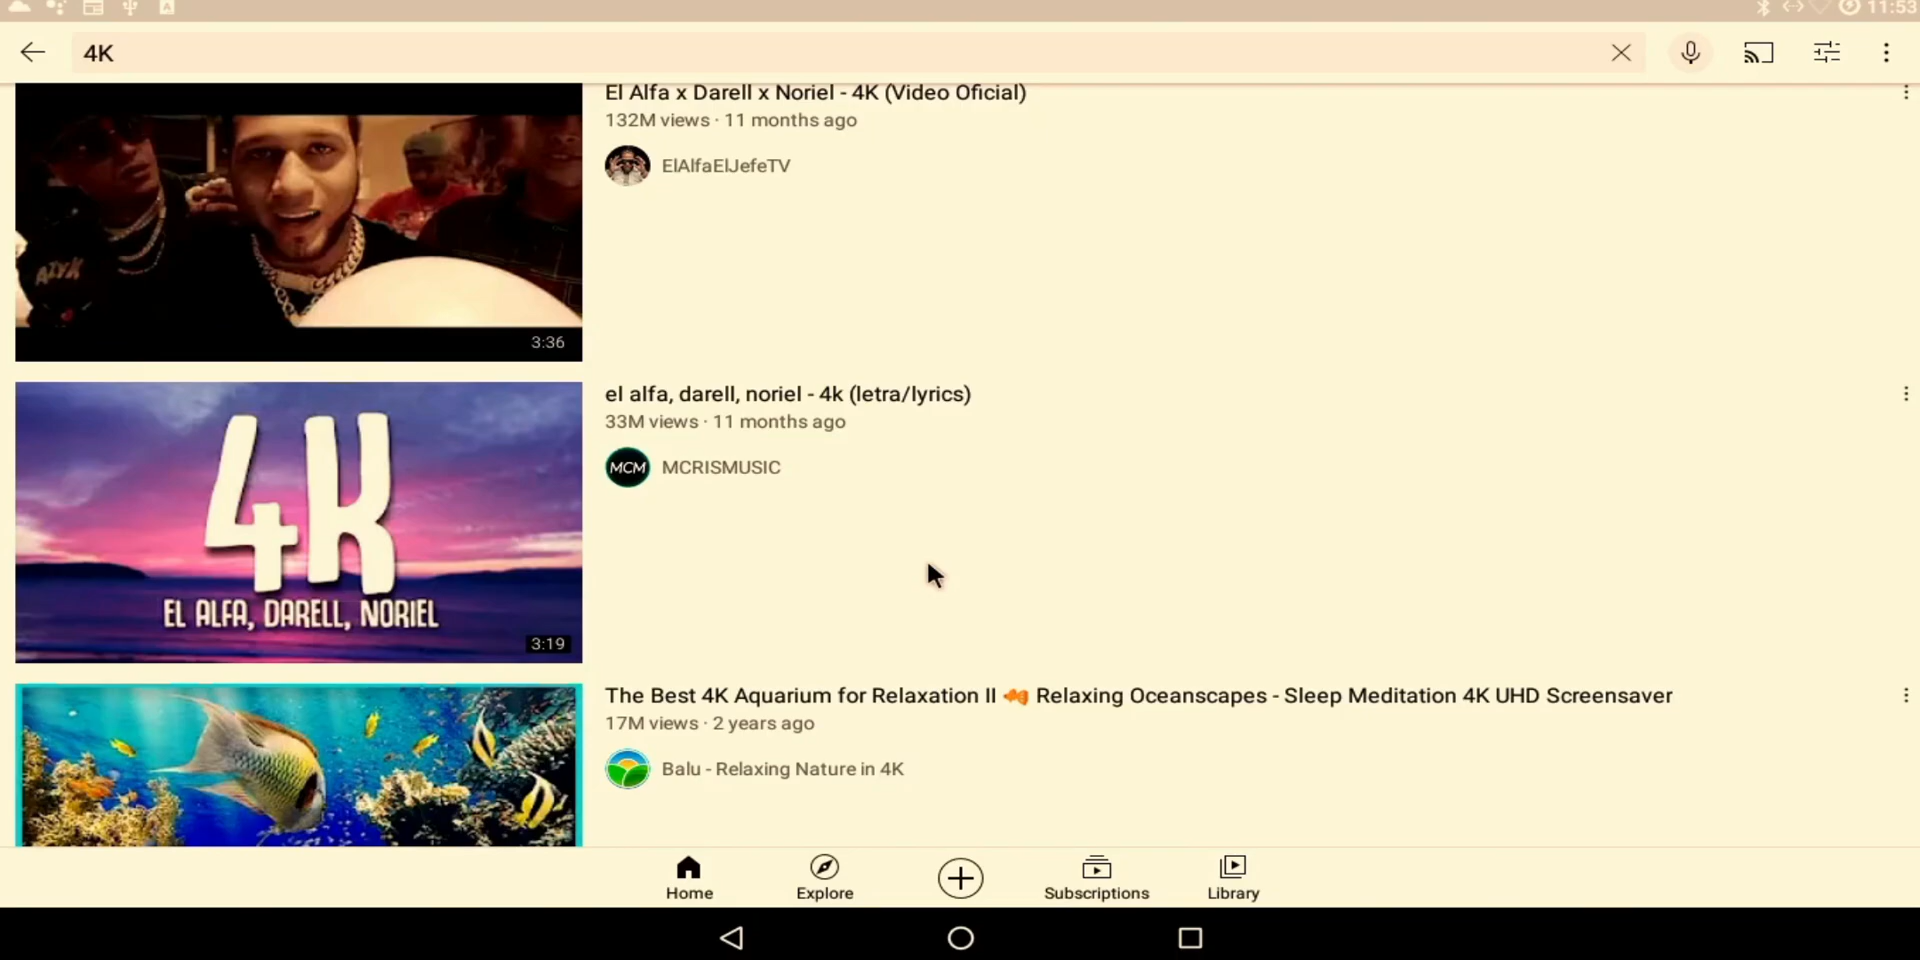 11:53
4K
El Alfa x Darell x Noriel - 4K (Video Oficial)
132M views · 11 months ago
ElAlfaElJefeTV
3:36
el alfa, darell, noriel - 4k (letra/lyrics)
33M views · 11 months ago
MCM MCRISMUSIC
4K
EL ALFA, DARELL, NORIEL
3:19
The Best 4K Aquarium for Relaxation II 🐠 Relaxing Oceanscapes - Sleep Meditation 4K UHD Screensaver
17M views · 2 years ago
Balu - Relaxing Nature in 4K
Home Explore Subscriptions Library